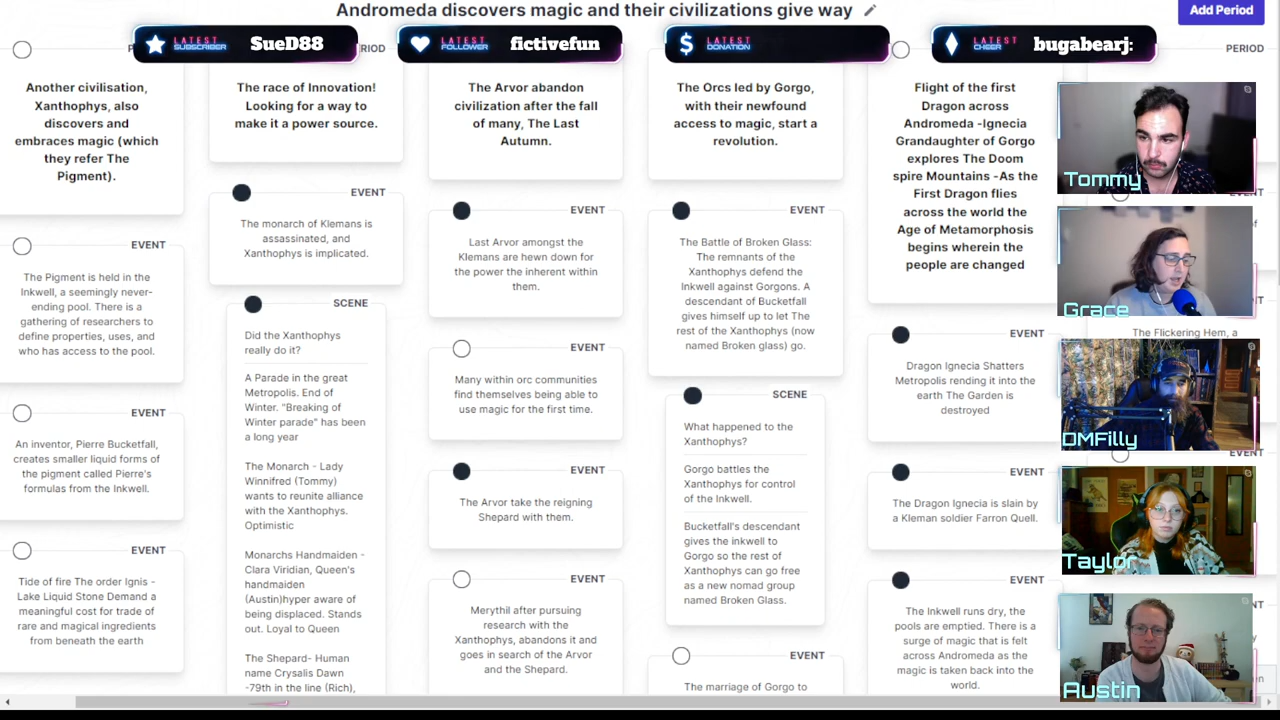 Andromeda discovers magic and their civilizations give way
Add Period
LATEST
SUBSCRIBER
SueD88
LATEST
FOLLOWER
fictivefun
LATEST
DONATION
LATEST
CHEER
bugabearj:
RIOD
PERIOD
Another civilisation,
Xanthophys, also
discovers and
embraces magic (which
they refer The
Pigment).
EVENT
The Pigment is held in the
Inkwell, a seemingly never-
ending pool. There is a
gathering of researchers to
define properties, uses, and
who has access to the pool.
EVENT
An inventor, Pierre Bucketfall,
creates smaller liquid forms of
the pigment called Pierre's
formulas from the Inkwell.
EVENT
Tide of fire The order Ignis -
Lake Liquid Stone Demand a
meaningful cost for trade of
rare and magical ingredients
from beneath the earth
The race of Innovation!
Looking for a way to
make it a power source.
EVENT
The monarch of Klemans is
assassinated, and
Xanthophys is implicated.
SCENE
Did the Xanthophys
really do it?
A Parade in the great
Metropolis. End of
Winter. "Breaking of
Winter parade" has been
a long year
The Monarch - Lady
Winnifred (Tommy)
wants to reunite alliance
with the Xanthophys.
Optimistic
Monarchs Handmaiden -
Clara Viridian, Queen's
handmaiden
(Austin)hyper aware of
being displaced. Stands
out. Loyal to Queen
The Shepard- Human
name Crysalis Dawn
-79th in the line (Rich),
The Arvor abandon
civilization after the fall
of many, The Last
Autumn.
EVENT
Last Arvor amongst the
Klemans are hewn down for
the power the inherent within
them.
EVENT
Many within orc communities
find themselves being able to
use magic for the first time.
EVENT
The Arvor take the reigning
Shepard with them.
EVENT
Merythil after pursuing
research with the
Xanthophys, abandons it and
goes in search of the Arvor
and the Shepard.
The Orcs led by Gorgo,
with their newfound
access to magic, start a
revolution.
EVENT
The Battle of Broken Glass:
The remnants of the
Xanthophys defend the
Inkwell against Gorgons. A
descendant of Bucketfall
gives himself up to let The
rest of the Xanthophys (now
named Broken glass) go.
SCENE
What happened to the
Xanthophys?
Gorgo battles the
Xanthophys for control
of the Inkwell.
Bucketfall's descendant
gives the inkwell to
Gorgo so the rest of
Xanthophys can go free
as a new nomad group
named Broken Glass.
EVENT
The marriage of Gorgo to
Flight of the first
Dragon across
Andromeda -Ignecia
Grandaughter of Gorgo
explores The Doom
spire Mountains -As the
First Dragon flies
across the world the
Age of Metamorphosis
begins wherein the
people are changed
EVENT
Dragon Ignecia Shatters
Metropolis rending it into the
earth The Garden is
destroyed
EVENT
The Dragon Ignecia is slain by
a Kleman soldier Farron Quell.
EVENT
The Inkwell runs dry, the
pools are emptied. There is a
surge of magic that is felt
across Andromeda as the
magic is taken back into the
world.
The Flickering Hem, a
Tommy
Grace
DMFilly
Taylor
Austin